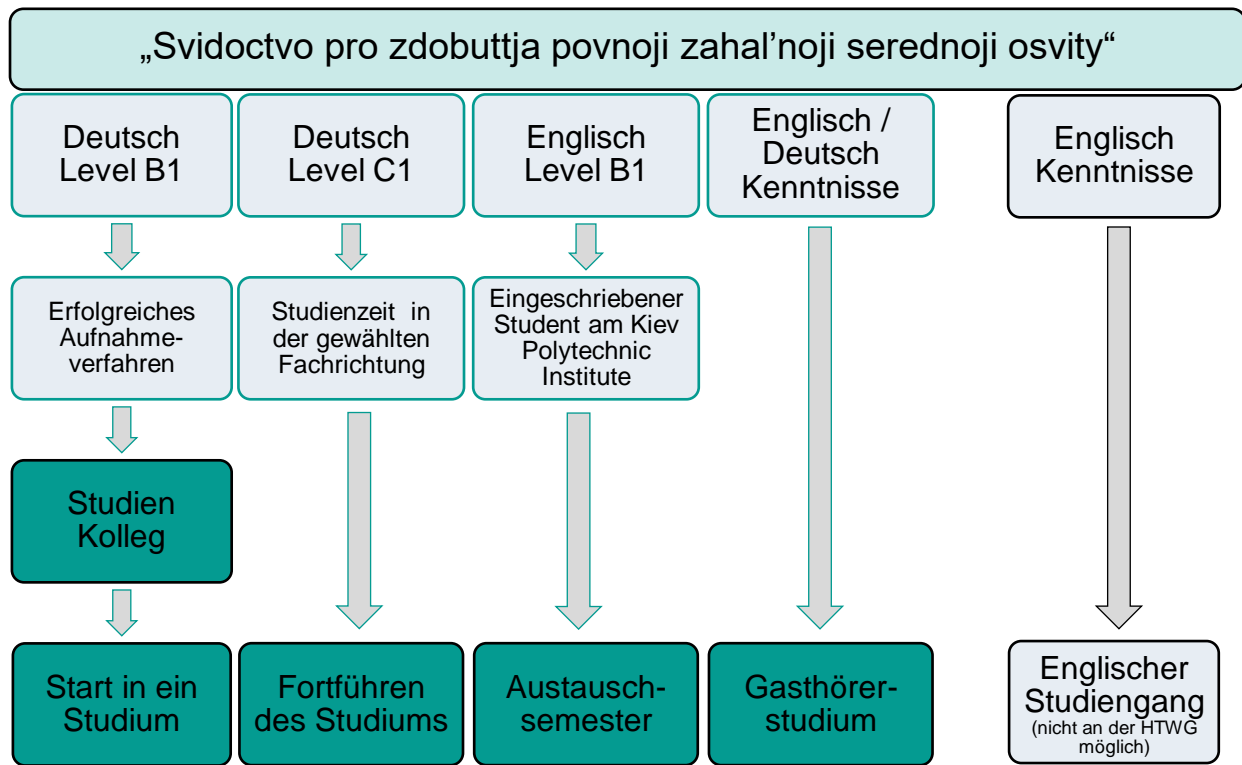 „Svidoctvo pro zdobuttja povnoji zahal’noji serednoji osvity“
Deutsch
Level B1
Deutsch
Level C1
Englisch
Level B1
Englisch /
Deutsch
Kenntnisse
Englisch
Kenntnisse
Erfolgreiches
Aufnahme-
verfahren
Studienzeit in
der gewählten
Fachrichtung
Eingeschriebener
Student am Kiev
Polytechnic
Institute
Studien
Kolleg
Start in ein
Studium
Fortführen
des Studiums
Austausch-
semester
Gasthörer-
studium
Englischer
Studiengang
(nicht an der HTWG
möglich)